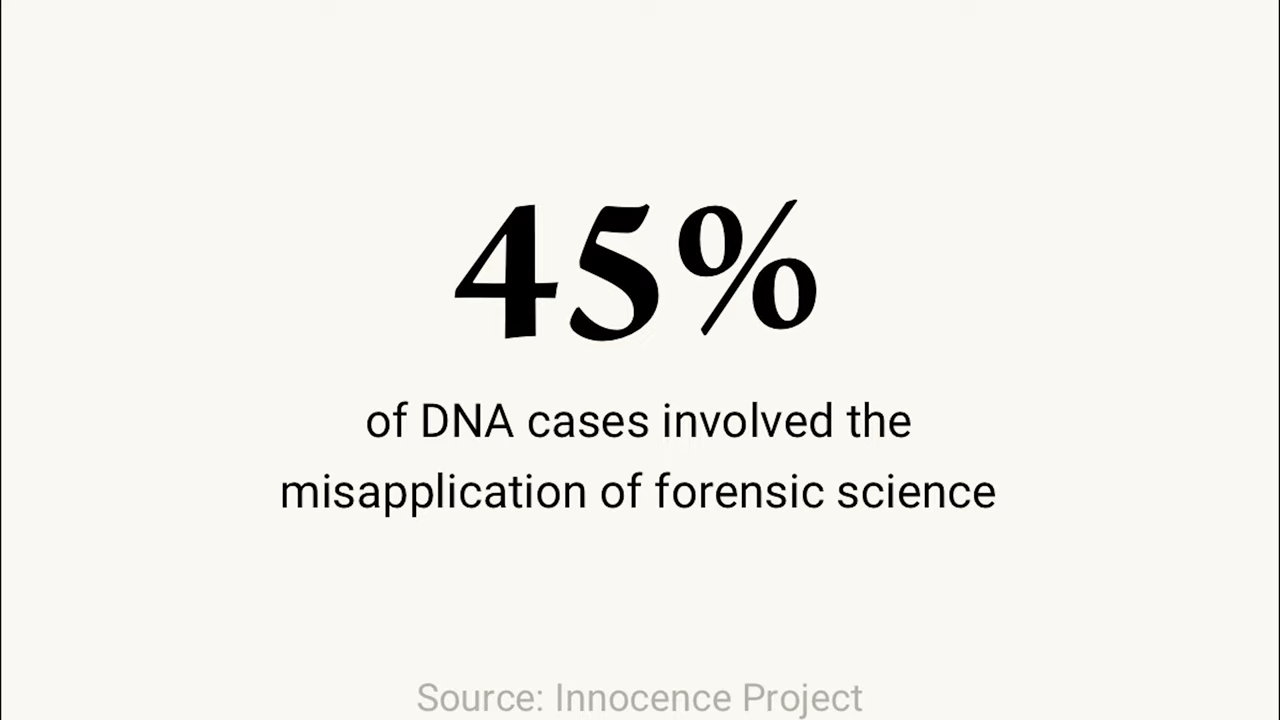 45%
of DNA cases involved the
misapplication of forensic science
Source: Innocence Project